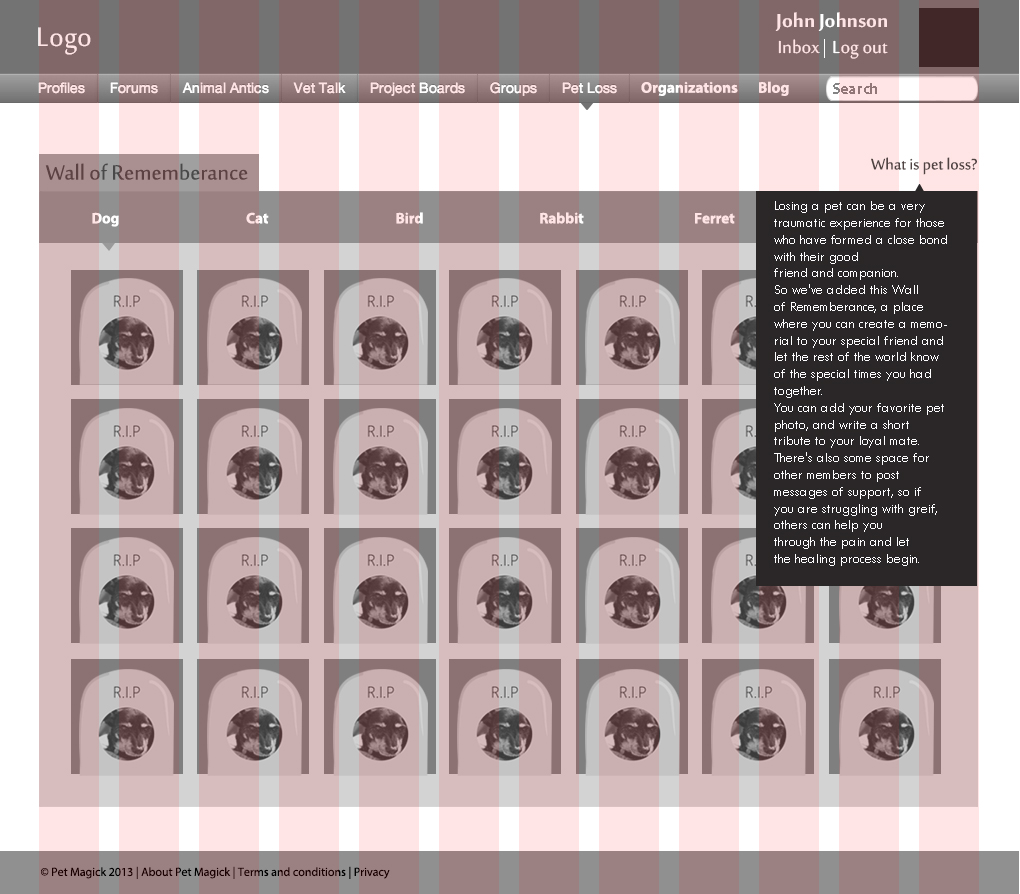 Logo
John Johnson
Inbox | Log out
Profiles Forums Animal Antics Vet Talk Project Boards Groups Pet Loss Organizations Blog Search
Wall of Rememberance
What is pet loss?
Dog Cat Bird Rabbit Ferret
Losing a pet can be a very
traumatic experience for those
who have formed a close bond
with their good
friend and companion.
So we've added this Wall
of Rememberance, a place
where you can create a memo-
rial to your special friend and
let the rest of the world know
of the special times you had
together.
You can add your favorite pet
photo, and write a short
tribute to your loyal mate.
There's also some space for
other members to post
messages of support, so if
you are struggling with greif,
others can help you
through the pain and let
the healing process begin.
R.I.P R.I.P R.I.P R.I.P R.I.P R.I.P
R.I.P R.I.P R.I.P R.I.P R.I.P R.I.P
R.I.P R.I.P R.I.P R.I.P R.I.P R.I.P
R.I.P R.I.P R.I.P R.I.P R.I.P R.I.P R.I.P
© Pet Magick 2013 | About Pet Magick | Terms and conditions | Privacy